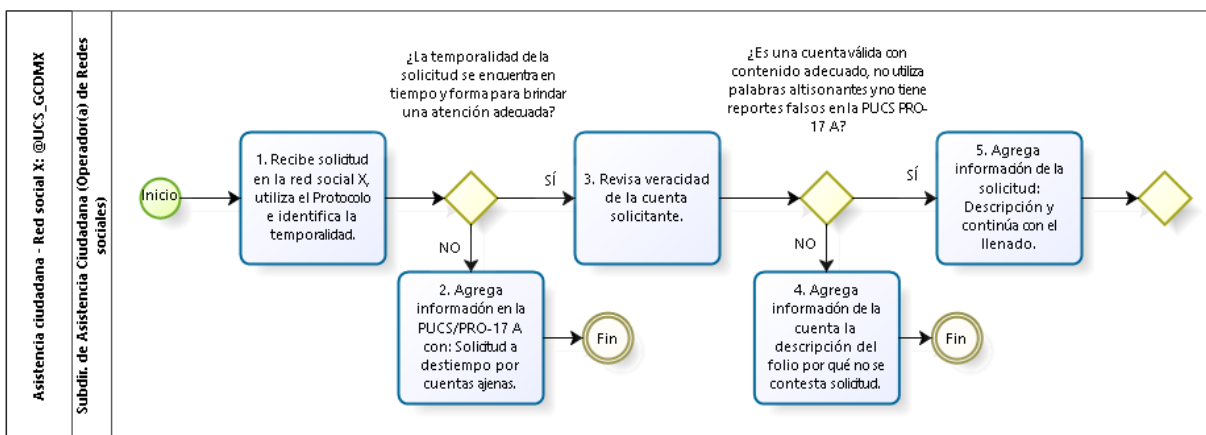 Asistencia ciudadana - Red social X: @UCS_GCDMX
Subdir. de Asistencia Ciudadana (Operador(a) de Redes
sociales)
Inicio
1. Recibe solicitud
en la red social X,
utiliza el Protocolo
e identifica la
temporalidad.
¿La temporalidad de la
solicitud se encuentra en
tiempo y forma para brindar
una atención adecuada?
SÍ
NO
2. Agrega
información en la
PUCS/PRO-17 A
con: Solicitud a
destiempo por
cuentas ajenas.
Fin
3. Revisa veracidad
de la cuenta
solicitante.
¿Es una cuenta válida con
contenido adecuado, no utiliza
palabras altisonantes y no tiene
reportes falsos en la PUCS PRO-
17 A?
SÍ
NO
4. Agrega
información de la
cuenta la
descripción del
folio por qué no se
contesta solicitud.
Fin
5. Agrega
información de la
solicitud:
Descripción y
continúa con el
llenado.